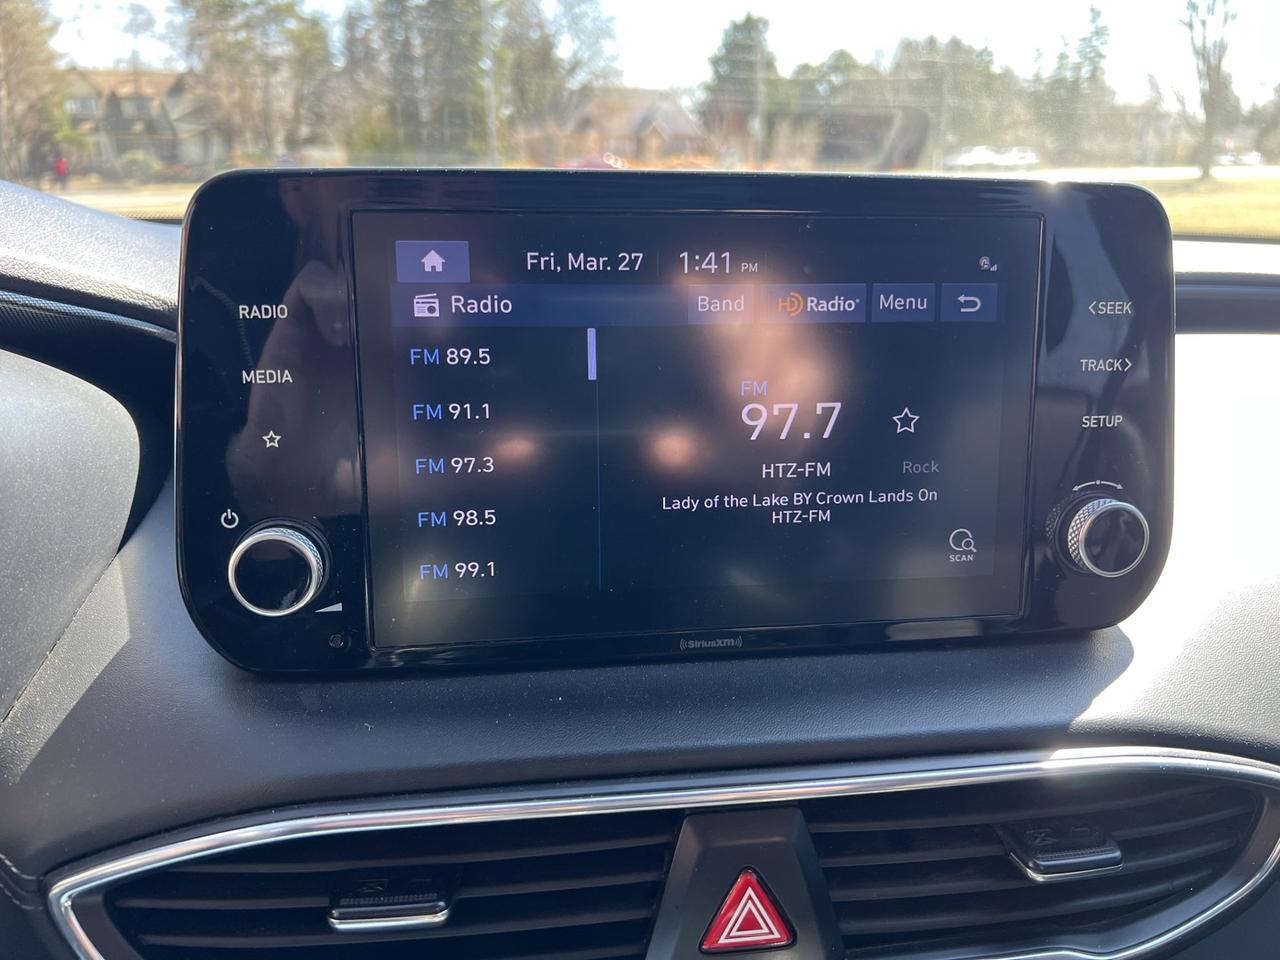 Fri, Mar. 27 1:41 PM
Radio Band HD Radio Menu
RADIO
MEDIA
FM 89.5
FM 91.1
FM 97.3
FM 98.5
FM 99.1
FM
97.7
HTZ-FM Rock
Lady of the Lake BY Crown Lands On
HTZ-FM
SCAN
SEEK
TRACK
SETUP
SiriusXM